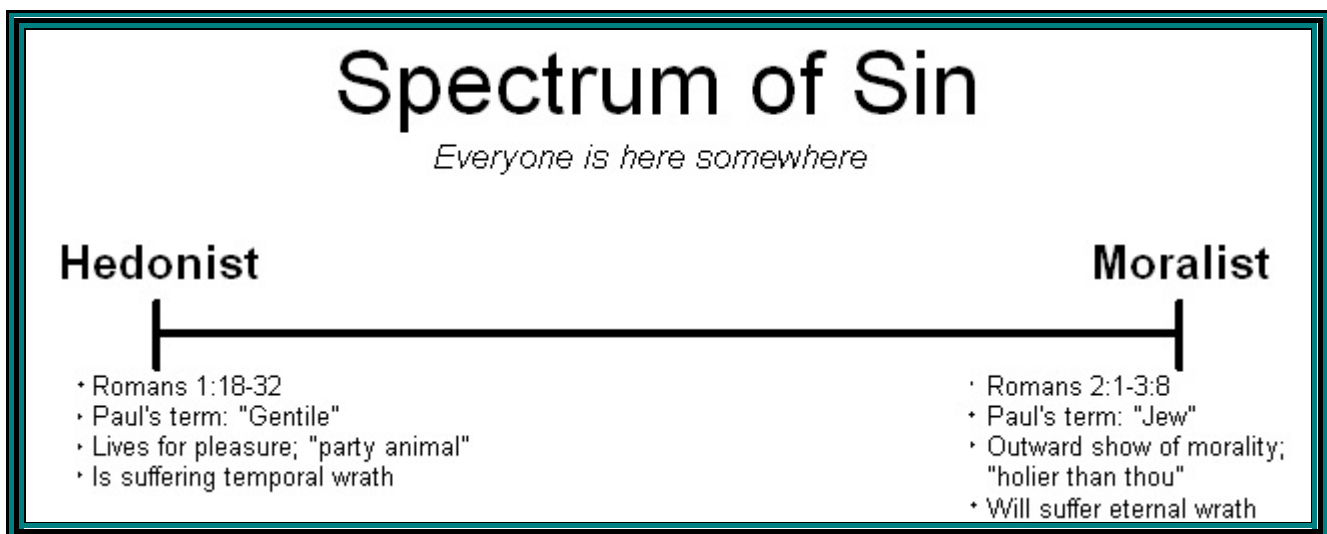 Spectrum of Sin
Everyone is here somewhere
Hedonist
• Romans 1:18-32
• Paul's term: "Gentile"
• Lives for pleasure; "party animal"
• Is suffering temporal wrath
Moralist
• Romans 2:1-3:8
• Paul's term: "Jew"
• Outward show of morality;
"holier than thou"
• Will suffer eternal wrath